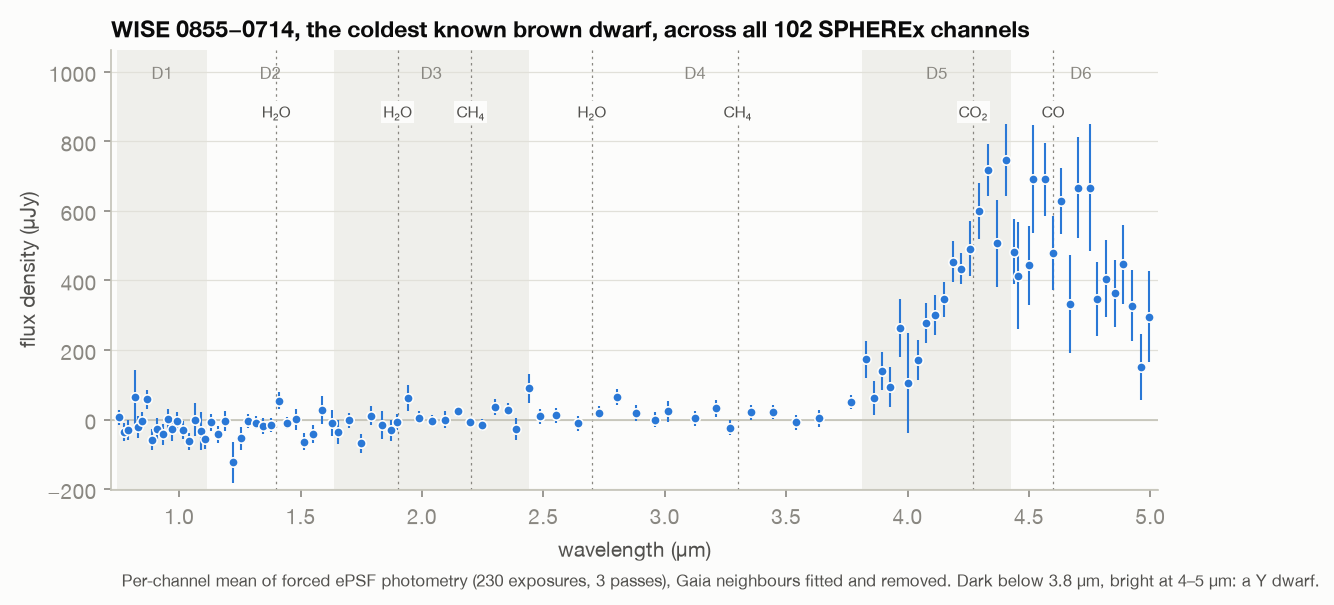 WISE 0855–0714, the coldest known brown dwarf, across all 102 SPHEREx channels
D1 D2 D3 D4 D5 D6
H₂O H₂O CH₄ H₂O CH₄ CO₂ CO
1000
800
600
400
200
0
−200
flux density (µJy)
1.0 1.5 2.0 2.5 3.0 3.5 4.0 4.5 5.0
wavelength (µm)
Per-channel mean of forced ePSF photometry (230 exposures, 3 passes), Gaia neighbours fitted and removed. Dark below 3.8 µm, bright at 4–5 µm: a Y dwarf.